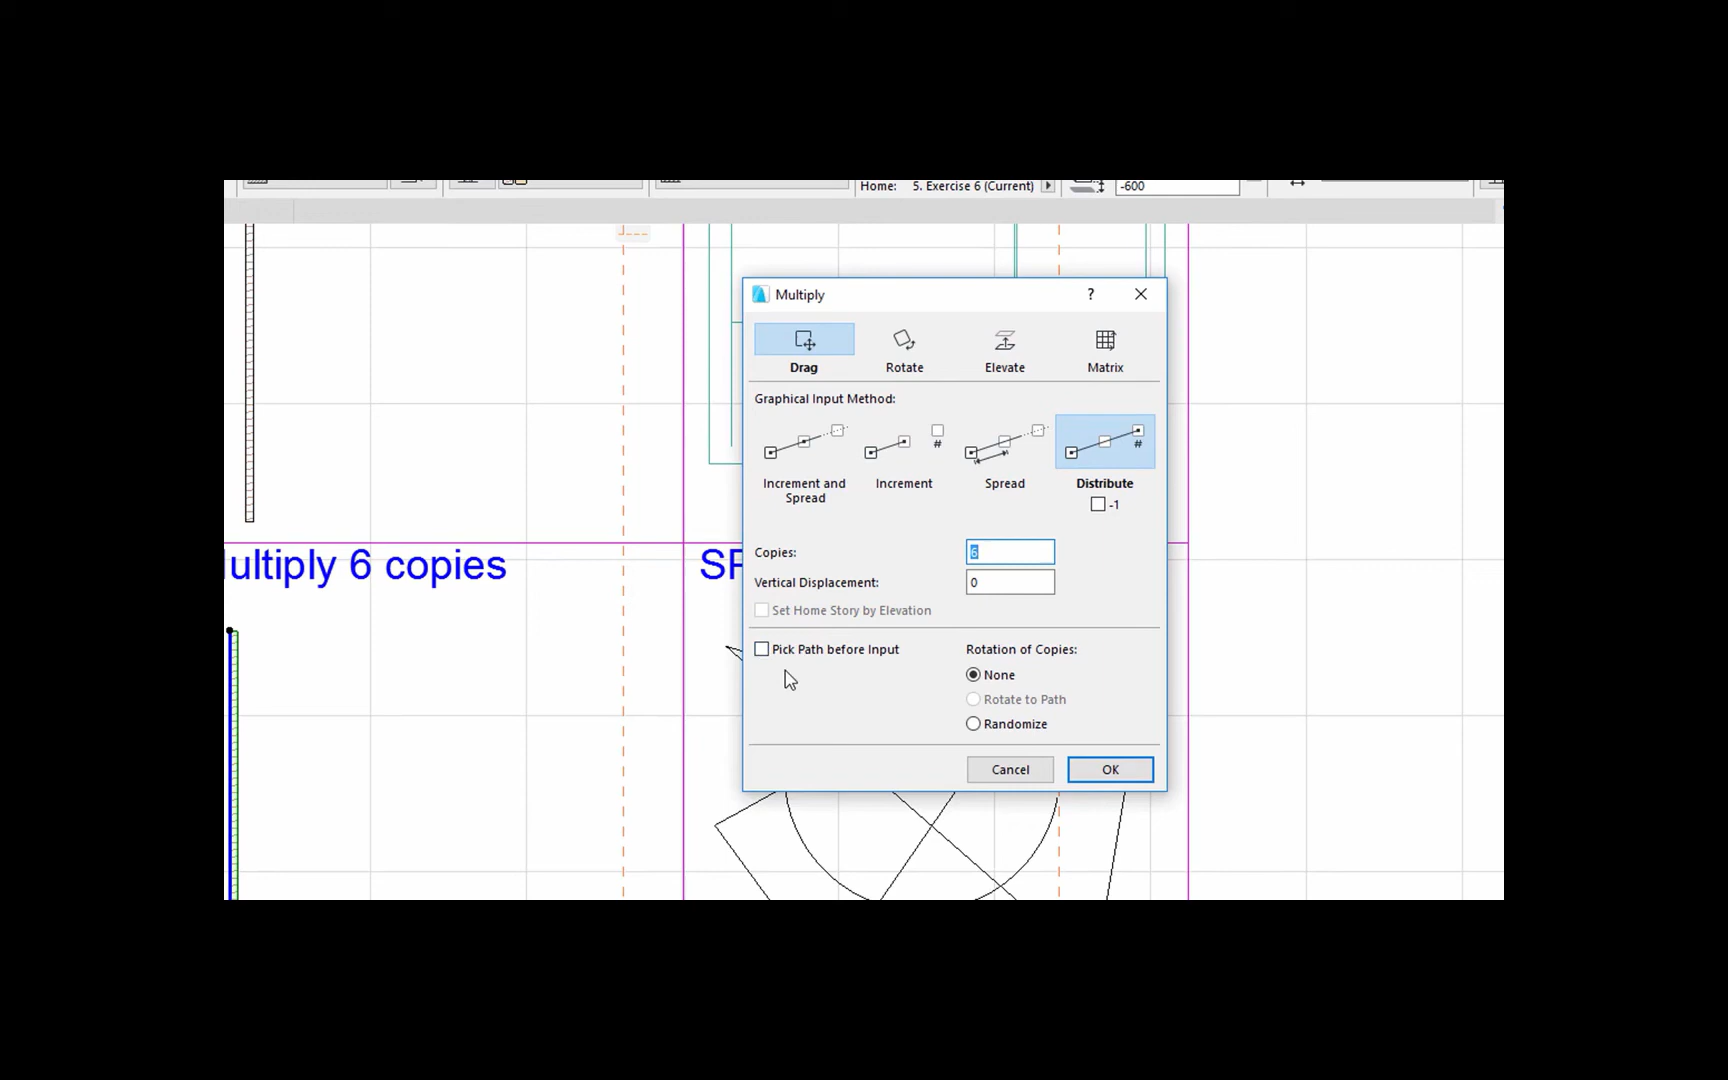 Home: 5. Exercise 6 (Current) -600
Multiply ?
Drag Rotate Elevate Matrix
Graphical Input Method:
# # 
Increment and Spread Increment Spread Distribute
-1
Copies: 6
Vertical Displacement: 0
Set Home Story by Elevation
Pick Path before Input
Rotation of Copies:
None
Rotate to Path
Randomize
Cancel OK
ultiply 6 copies